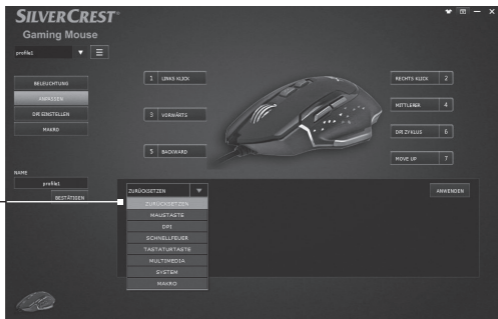 SILVERCREST®
Gaming Mouse
profile1
BELEUCHTUNG
ANPASSEN
DPI EINSTELLEN
MAKRO
NAME
profile1
BESTÄTIGEN
1 LINKS KLICK
3 VORWÄRTS
5 BACKWARD
RECHTS KLICK 2
MITTLERER 4
DPI ZYKLUS 6
MOVE UP 7
ZURÜCKSETZEN
ANWENDEN
ZURÜCKSETZEN
MAUSTASTE
DPI
SCHNELLFEUER
TASTATURTASTE
MULTIMEDIA
SYSTEM
MAKRO